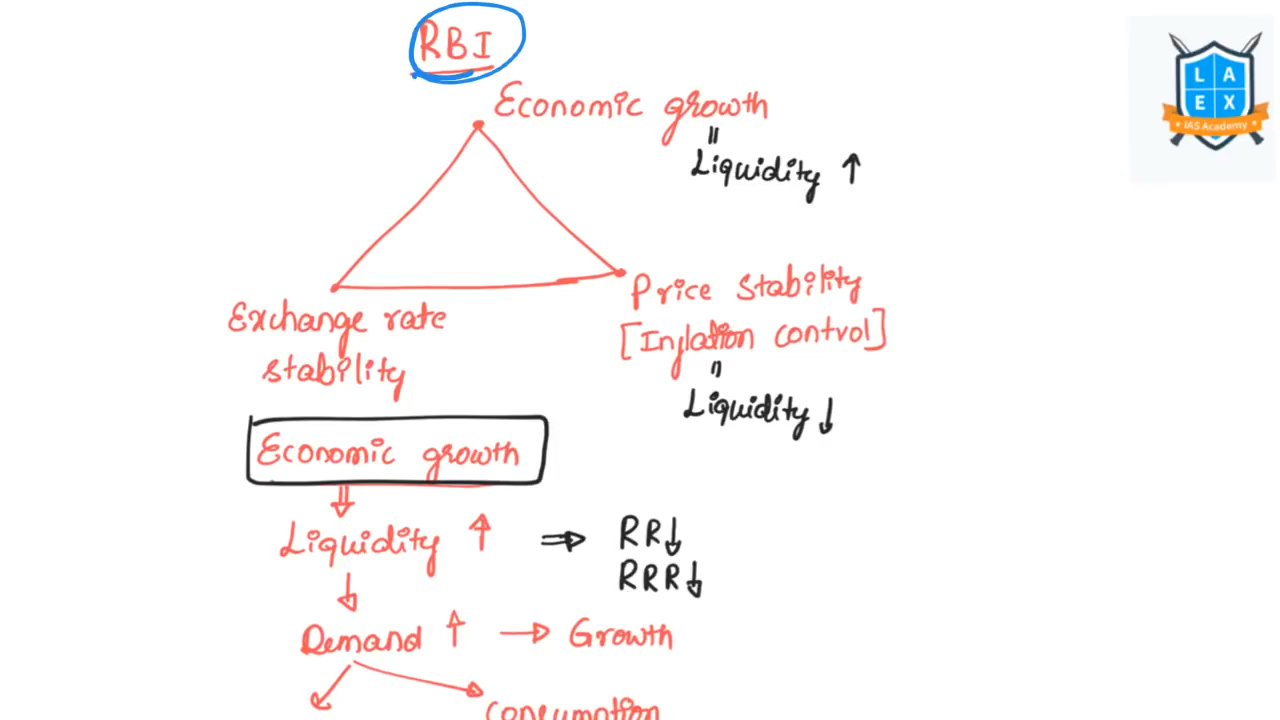 RBI
Economic growth
"
Liquidity ↑
Exchange rate
stability
Price stability
[Inflation control]
"
Liquidity ↓
Economic growth
⇓
Liquidity ↑ ⇒ RR↓
RRR↓
↓
Demand ↑ → Growth
Consumption
L A
E X
IAS Academy